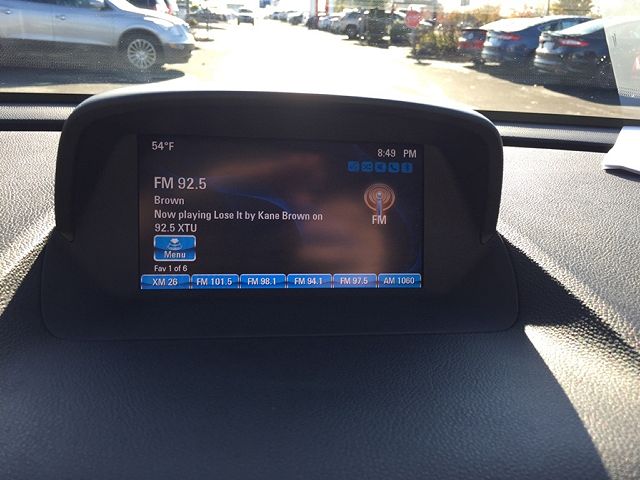 54°F
8:49 PM
FM 92.5
Brown
Now playing Lose It by Kane Brown on
92.5 XTU
FM
Menu
Fav 1 of 6
XM 26 FM 101.5 FM 98.1 FM 94.1 FM 97.5 AM 1060